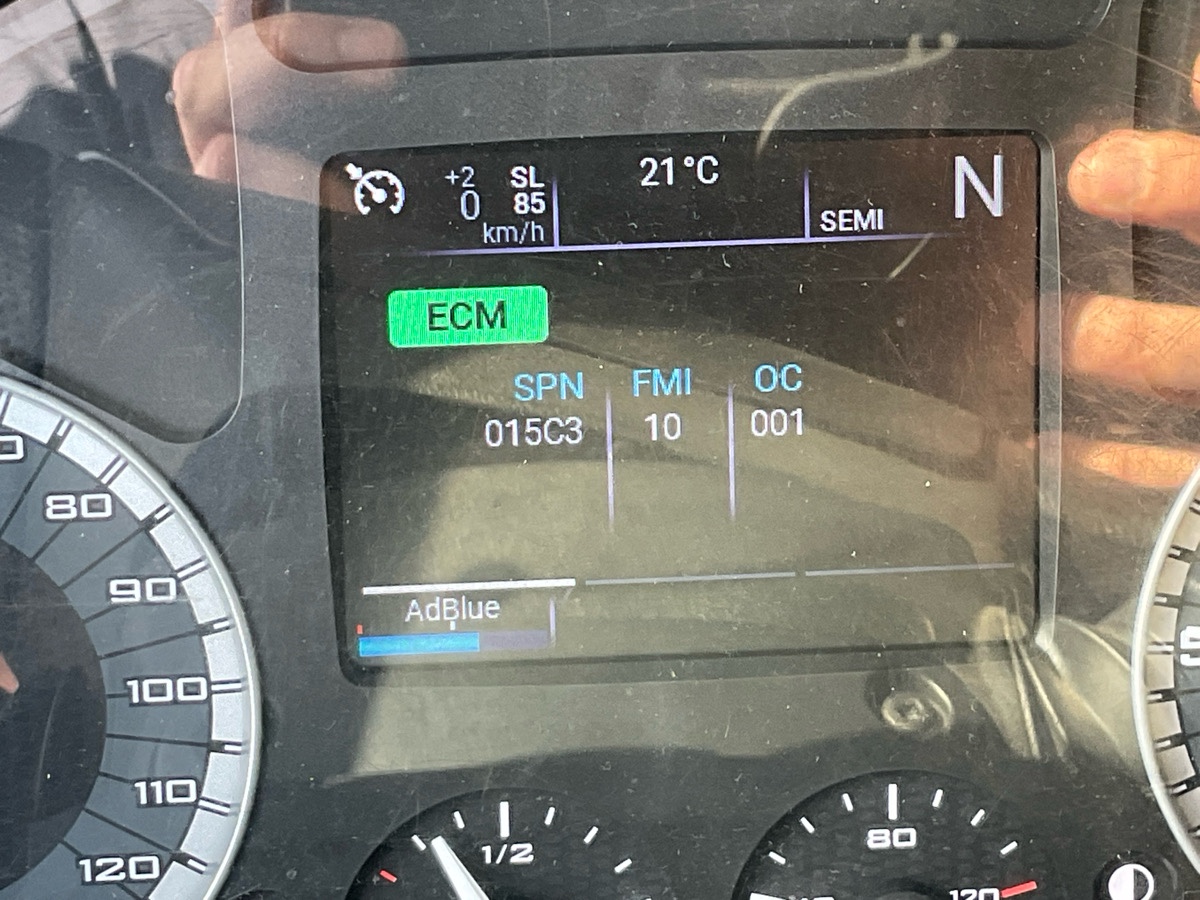 +2 SL 21°C N
0 85 SEMI
km/h
ECM
SPN FMI OC
015C3 10 001
AdBlue
80
90
100
110
120
1/2
80
120